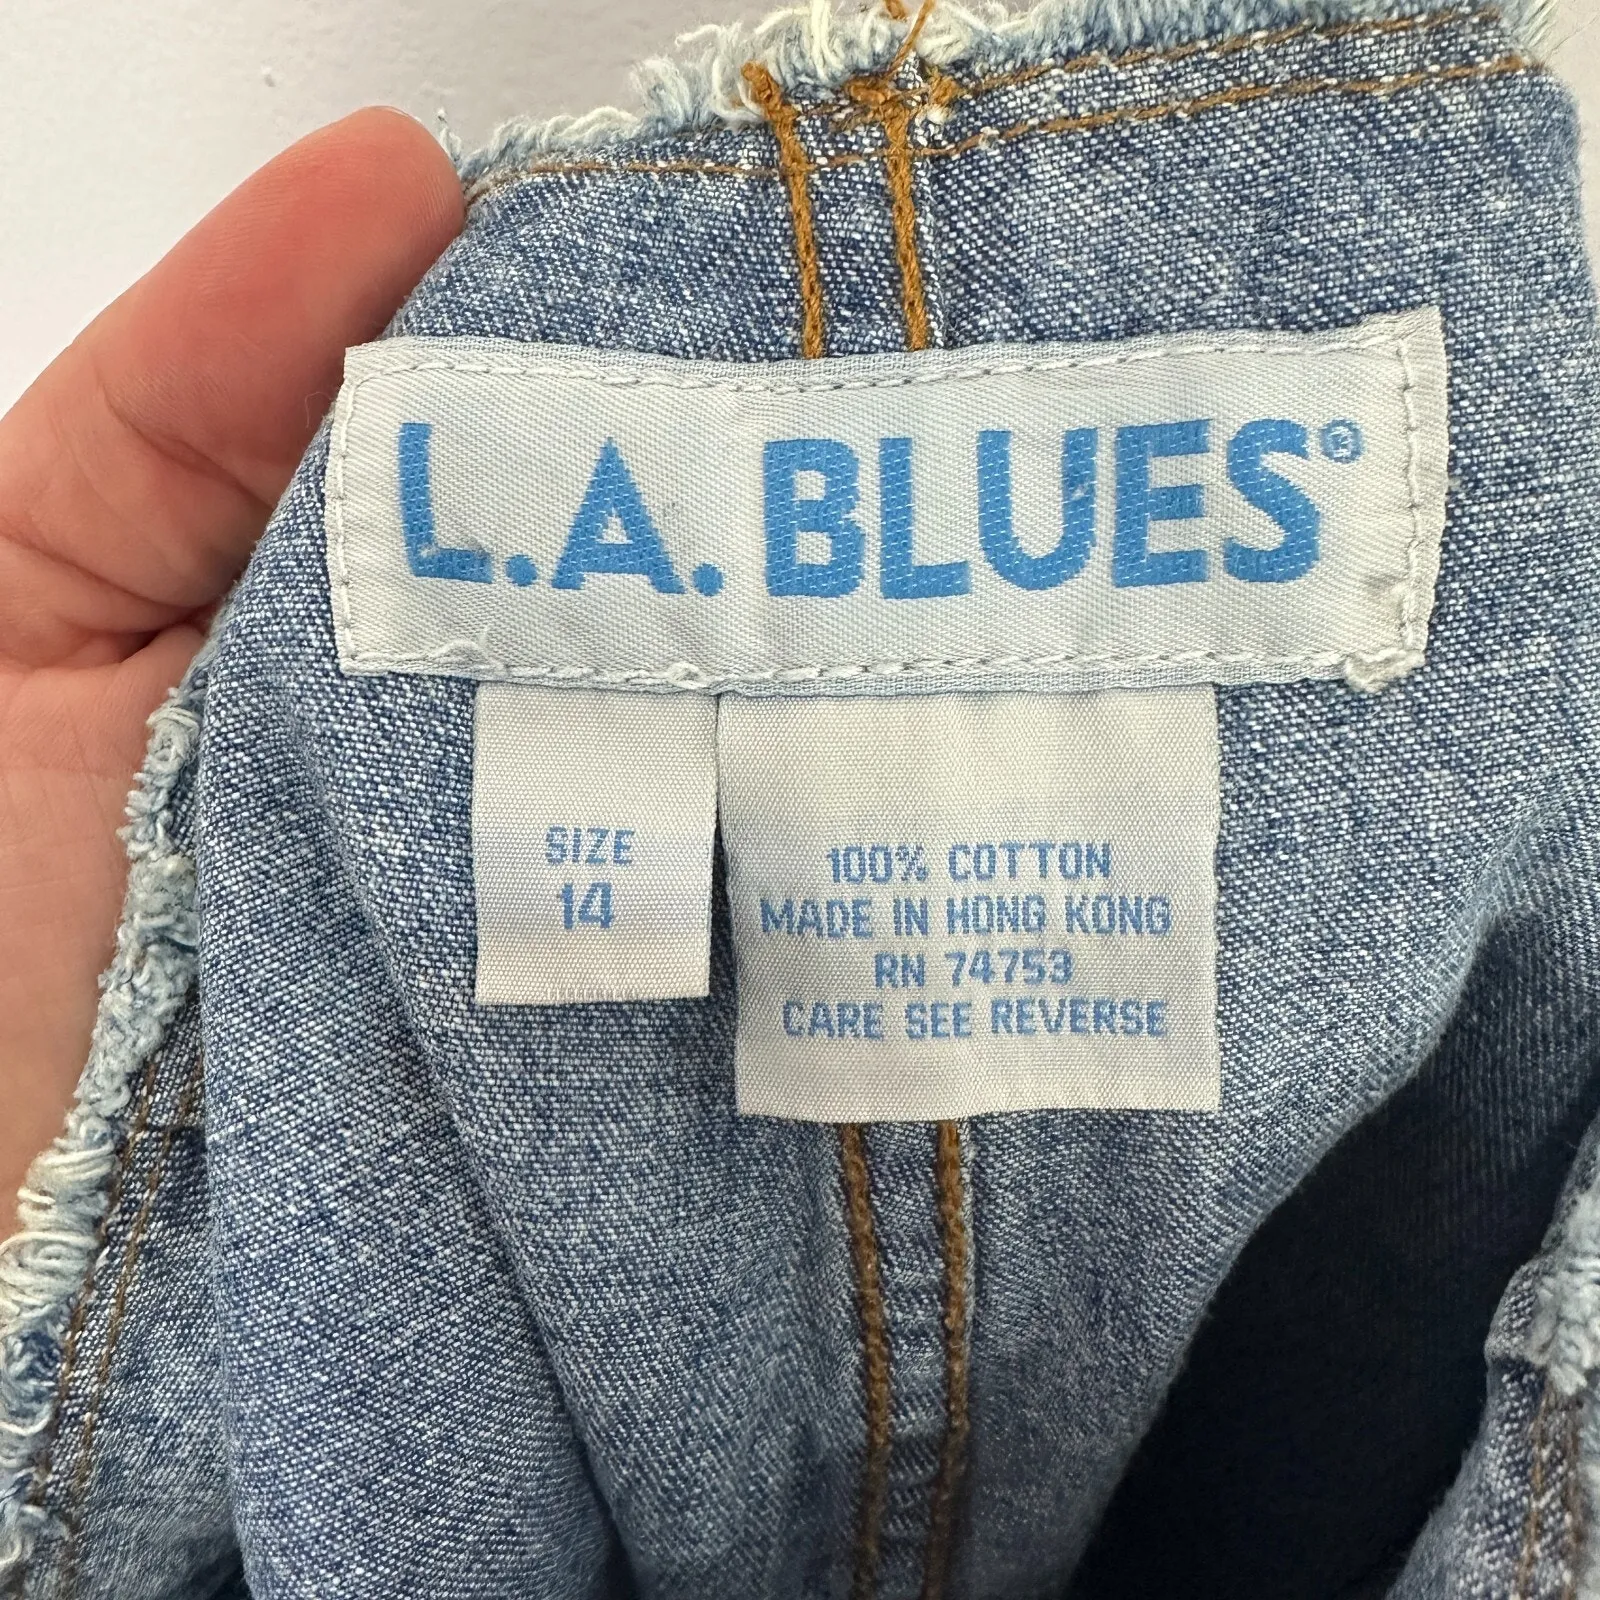 L.A. BLUES®
SIZE
14
100% COTTON
MADE IN HONG KONG
RN 74753
CARE SEE REVERSE